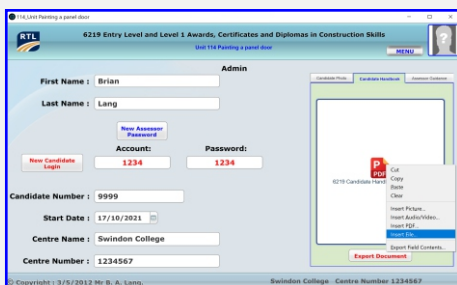 114_Unit Painting a panel door
RTL
6219 Entry Level and Level 1 Awards, Certificates and Diplomas in Construction Skills
Unit 114 Painting a panel door
MENU
Admin
First Name : Brian
Last Name : Lang
New Assessor
Password
Account: Password:
New Candidate
Login
1234 1234
Candidate Number : 9999
Start Date : 17/10/2021
Centre Name : Swindon College
Centre Number : 1234567
Candidate Photo Candidate Handbook Assessor Guidance
PDF
6219 Candidate Hand
Cut
Copy
Paste
Clear
Insert Picture...
Insert Audio/Video...
Insert PDF...
Insert File...
Export Field Contents...
Export Document
© Copyright : 3/5/2012 Mr B. A. Lang. Swindon College Centre Number 1234567